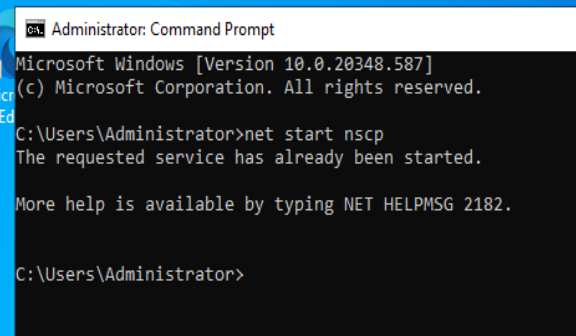 Administrator: Command Prompt
Microsoft Windows [Version 10.0.20348.587]
(c) Microsoft Corporation. All rights reserved.
C:\Users\Administrator>net start nscp
The requested service has already been started.
More help is available by typing NET HELPMSG 2182.
C:\Users\Administrator>
icr
Ed